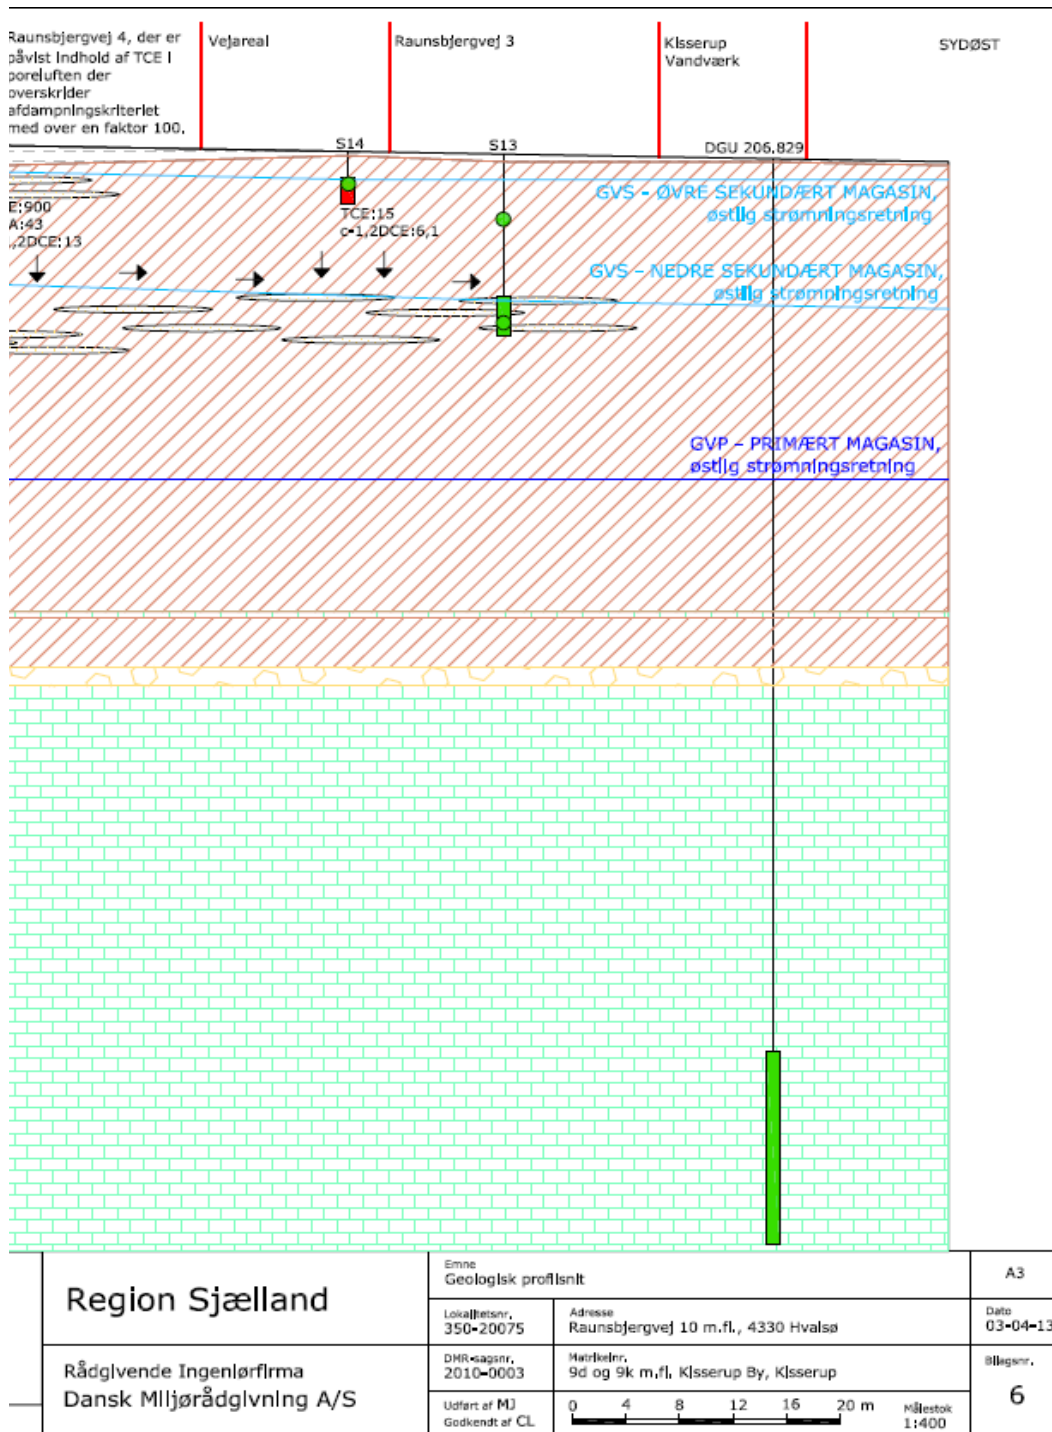 Raunsbjergvej 4, der er
påvist indhold af TCE i
poreluften der
overskrider
afdampningskriteriet
med over en faktor 100.
Vejareal
Raunsbjergvej 3
Kisserup
Vandværk
SYDØST
S14
S13
DGU 206.829
GVS - ØVRE SEKUNDÆRT MAGASIN,
østlig strømningsretning
E:900
A:43
,2DCE:13
TCE:15
c-1,2DCE:6,1
GVS - NEDRE SEKUNDÆRT MAGASIN,
østlig strømningsretning
GVP - PRIMÆRT MAGASIN,
østlig strømningsretning
Region Sjælland
Rådgivende Ingeniørfirma
Dansk Miljørådgivning A/S
Emne
Geologisk profilsnit
A3
Lokalitetsnr.
350-20075
Adresse
Raunsbjergvej 10 m.fl., 4330 Hvalsø
Dato
03-04-13
DMR-sagsnr.
2010-0003
Matrikelnr.
9d og 9k m.fl. Kisserup By, Kisserup
Bilagsnr.
6
Udført af MJ
Godkendt af CL
0 4 8 12 16 20 m
Målestok
1:400